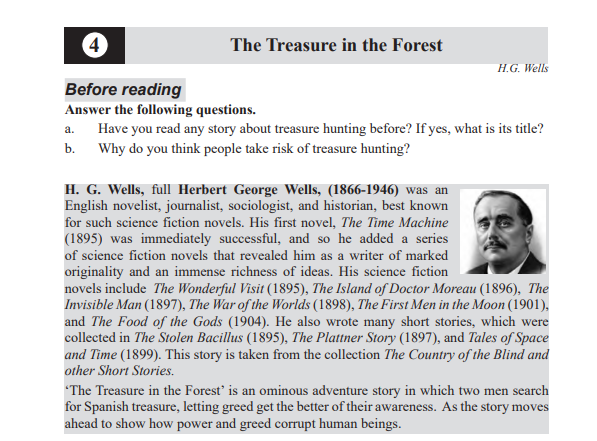 4
The Treasure in the Forest
H.G. Wells
Before reading
Answer the following questions.
a. Have you read any story about treasure hunting before? If yes, what is its title?
b. Why do you think people take risk of treasure hunting?
H. G. Wells, full Herbert George Wells, (1866-1946) was an
English novelist, journalist, sociologist, and historian, best known
for such science fiction novels. His first novel, The Time Machine
(1895) was immediately successful, and so he added a series
of science fiction novels that revealed him as a writer of marked
originality and an immense richness of ideas. His science fiction
novels include The Wonderful Visit (1895), The Island of Doctor Moreau (1896), The
Invisible Man (1897), The War of the Worlds (1898), The First Men in the Moon (1901),
and The Food of the Gods (1904). He also wrote many short stories, which were
collected in The Stolen Bacillus (1895), The Plattner Story (1897), and Tales of Space
and Time (1899). This story is taken from the collection The Country of the Blind and
other Short Stories.
‘The Treasure in the Forest’ is an ominous adventure story in which two men search
for Spanish treasure, letting greed get the better of their awareness. As the story moves
ahead to show how power and greed corrupt human beings.